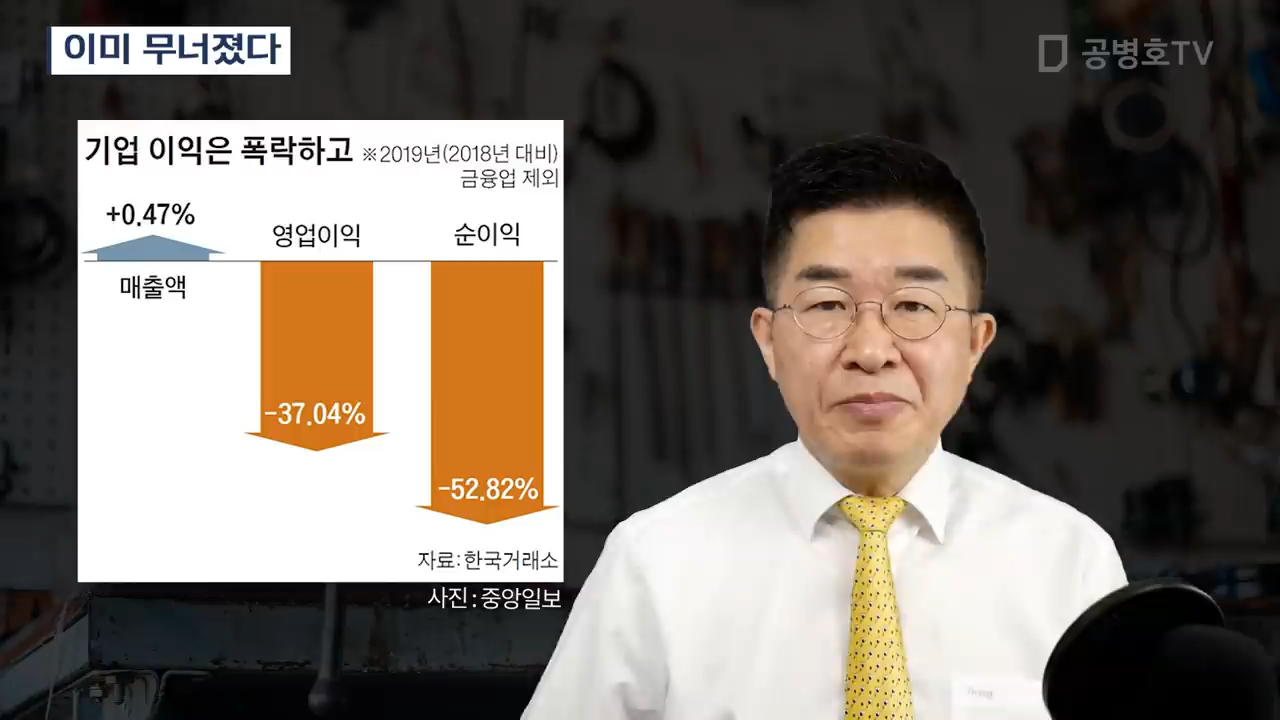 이미 무너졌다
공병호TV
기업 이익은 폭락하고 ※2019년(2018년 대비)
금융업 제외
+0.47%
영업이익
순이익
매출액
-37.04%
-52.82%
자료:한국거래소
사진:중앙일보